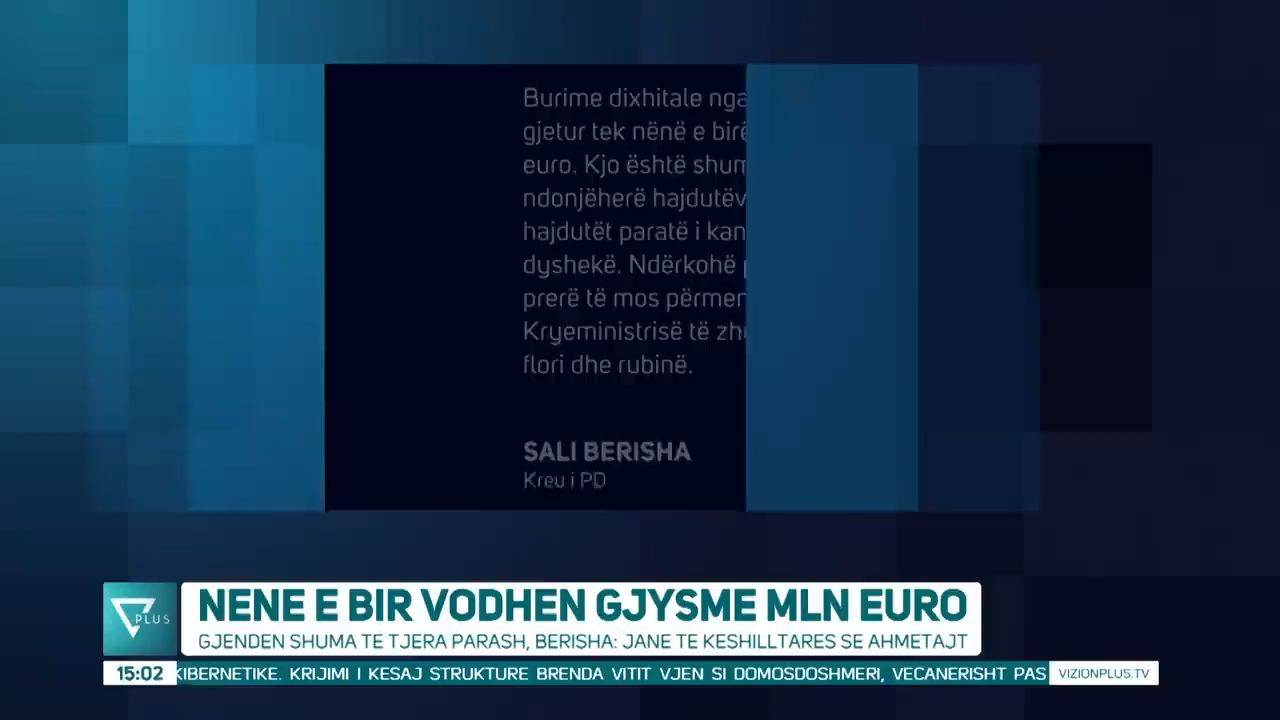 Burime dixhitale nga
gjetur tek nënë e birë
euro. Kjo është shum
ndonjëherë hajdutëv
hajdutët paratë i kan
dyshekë. Ndërkohë
prerë të mos përmen
Kryeministrisë të zh
flori dhe rubinë.
SALI BERISHA
Kreu i PD
PLUS
NENE E BIR VODHEN GJYSME MLN EURO
GJENDEN SHUMA TE TJERA PARASH, BERISHA: JANE TE KESHILLTARES SE AHMETAJT
15:02 KIBERNETIKE. KRIJIMI I KESAJ STRUKTURE BRENDA VITIT VJEN SI DOMOSDOSHMERI, VECANERISHT PAS VIZIONPLUS.TV